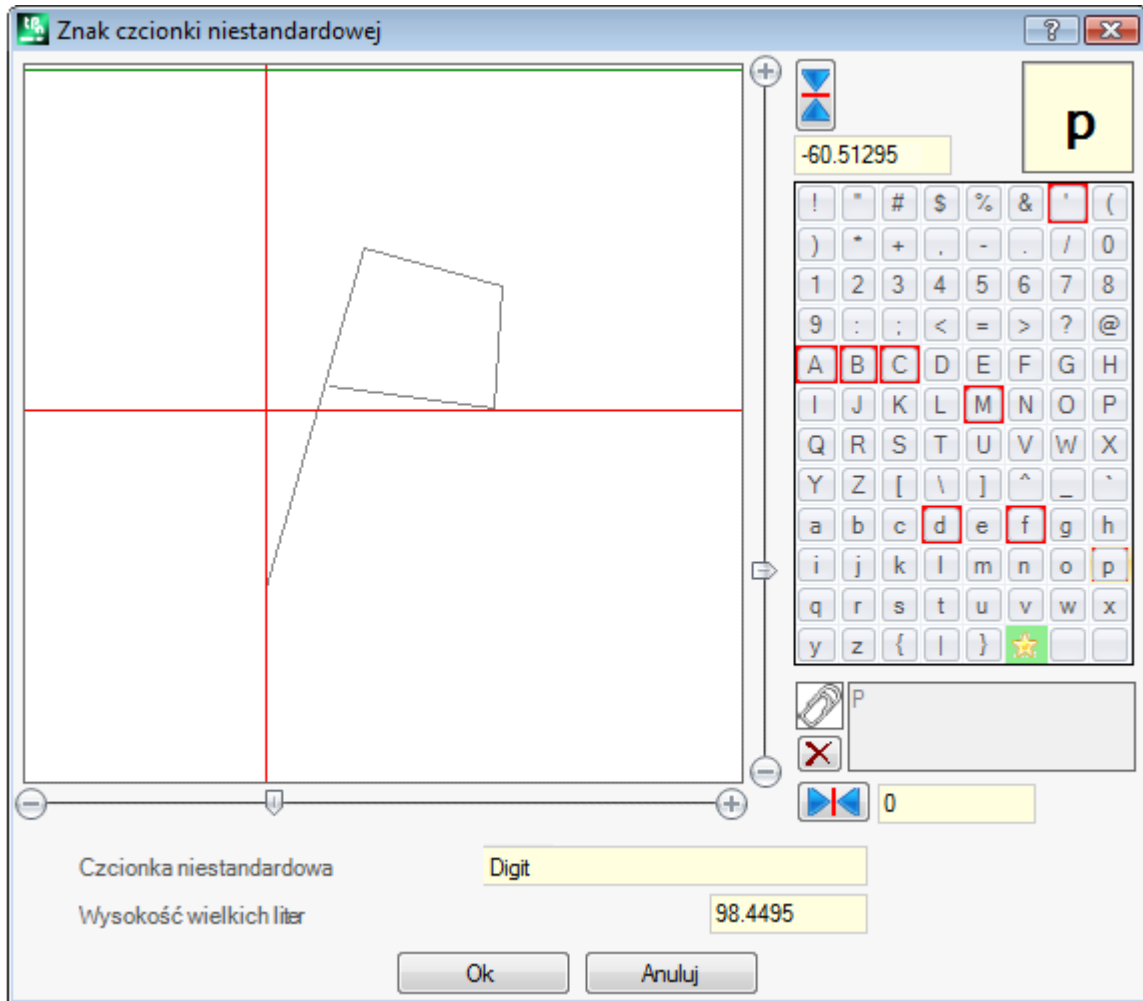 Znak czcionki niestandardowej
-60.51295
p
! " # $ % & ' (
) * + , - . / 0
1 2 3 4 5 6 7 8
9 : ; < = > ? @
A B C D E F G H
I J K L M N O P
Q R S T U V W X
Y Z [ \ ] ^ _ `
a b c d e f g h
i j k l m n o p
q r s t u v w x
y z { | }
P
0
Czcionka niestandardowa Digit
Wysokość wielkich liter 98.4495
Ok Anuluj